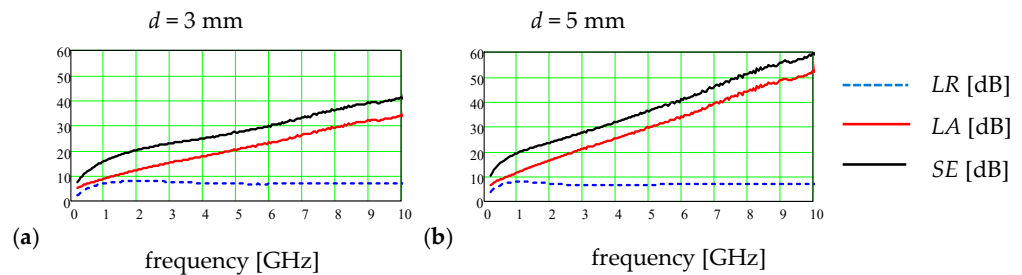 d = 3 mm
d = 5 mm
60
50
40
30
20
10
0
0 1 2 3 4 5 6 7 8 9 10
(a)
frequency [GHz]
60
50
40
30
20
10
0
0 1 2 3 4 5 6 7 8 9 10
(b)
frequency [GHz]
LR [dB]
LA [dB]
SE [dB]